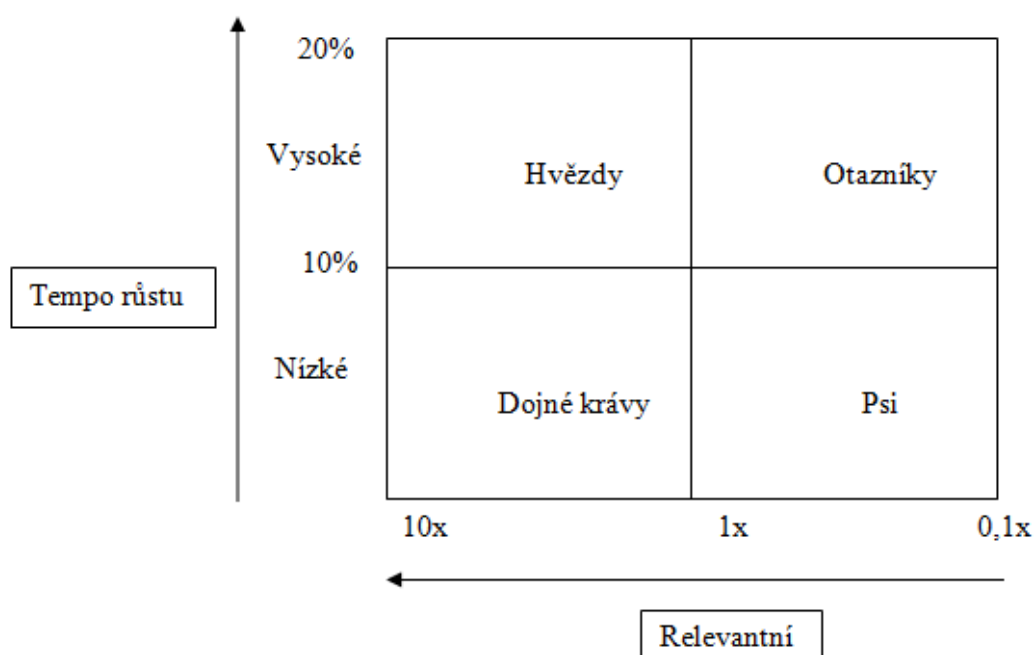 20%
Vysoké
Hvězdy
Otazníky
10%
Tempo růstu
Nízké
Dojné krávy
Psi
10x
1x
0,1x
Relevantní